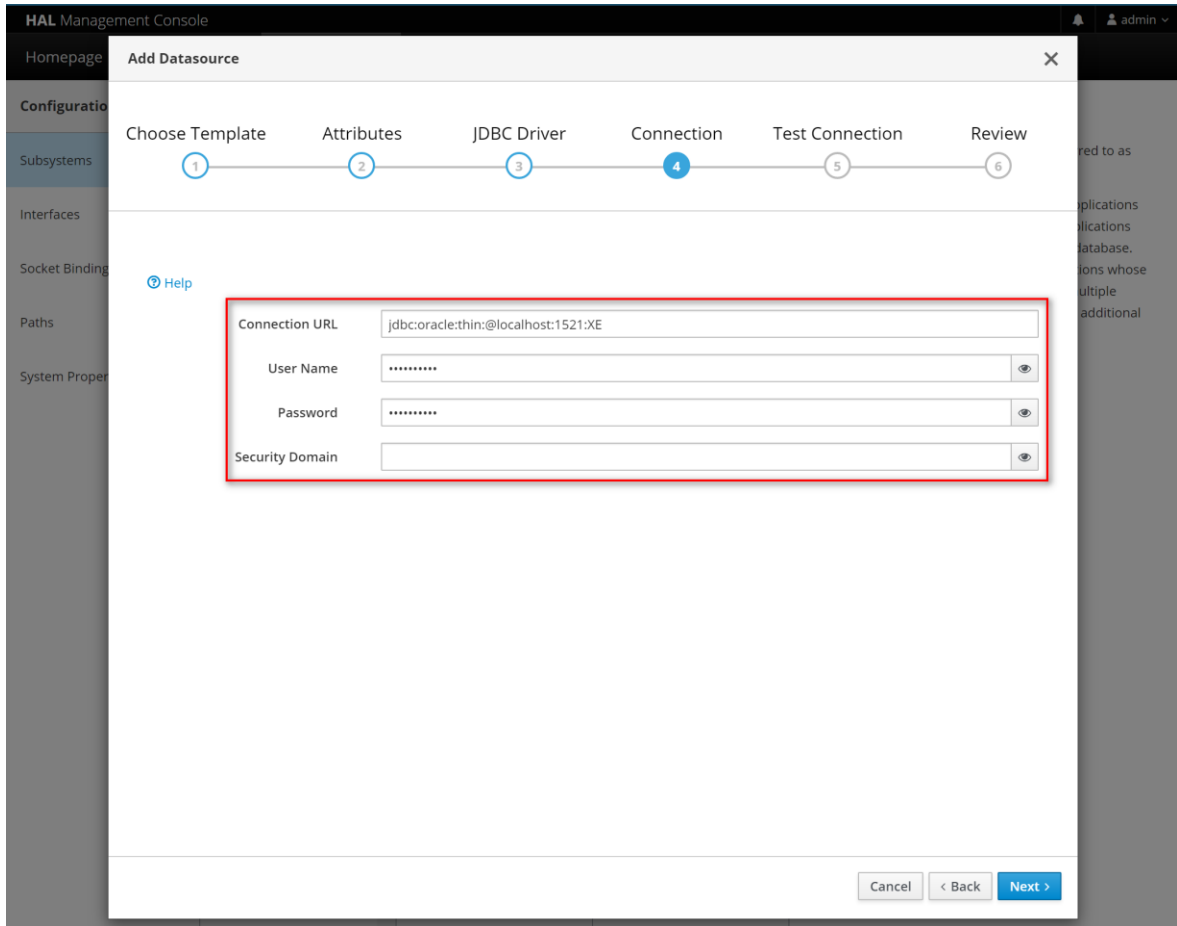 HAL Management Console
admin
Homepage
Add Datasource
Configuratio
Choose Template
Attributes
JDBC Driver
Connection
Test Connection
Review
1
2
3
4
5
6
Subsystems
red to as
Interfaces
pplications
plications
database.
Socket Binding
tions whose
Help
ultiple
Paths
additional
Connection URL
jdbc:oracle:thin:@localhost:1521:XE
User Name
••••••••••
System Proper
Password
••••••••••
Security Domain
Cancel
< Back
Next >